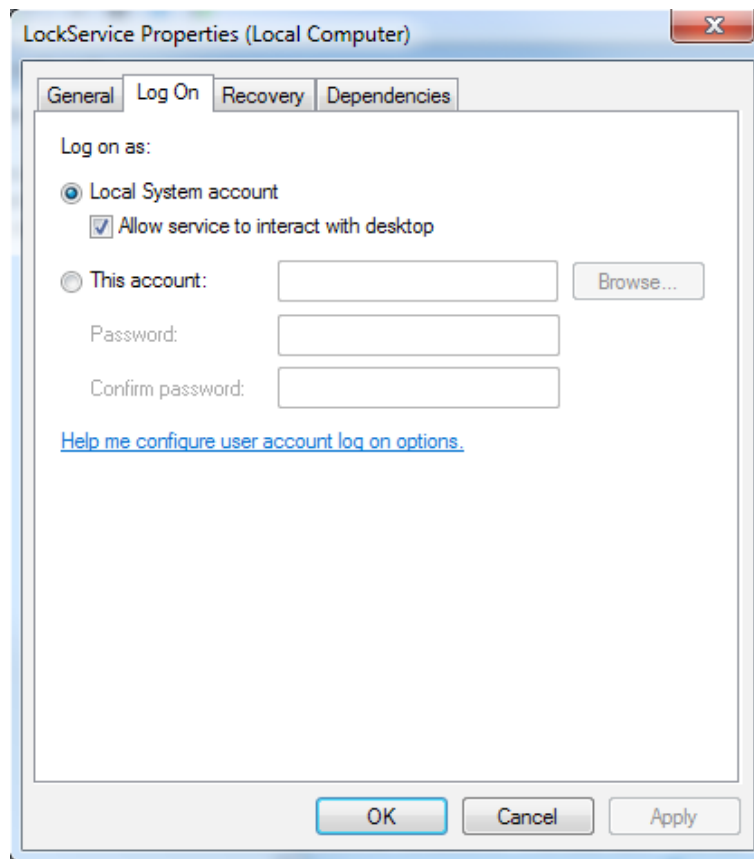 LockService Properties (Local Computer)
General Log On Recovery Dependencies
Log on as:
Local System account
Allow service to interact with desktop
This account: Browse...
Password:
Confirm password:
Help me configure user account log on options.
OK Cancel Apply